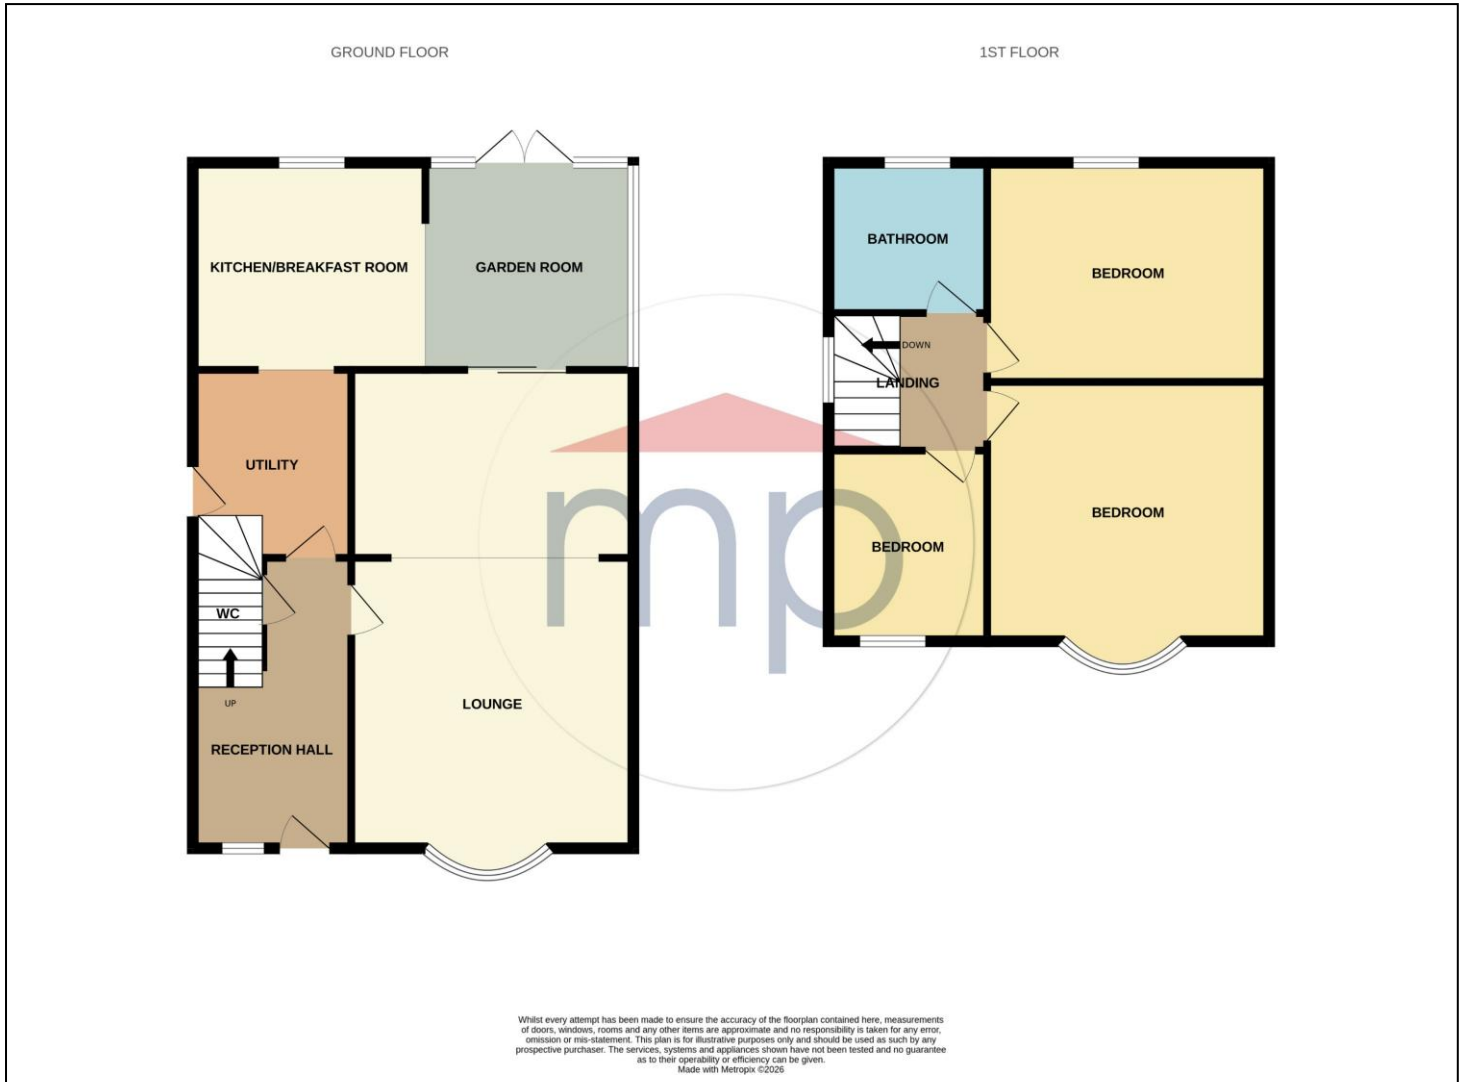 GROUND FLOOR
1ST FLOOR
KITCHEN/BREAKFAST ROOM
GARDEN ROOM
UTILITY
WC
UP
RECEPTION HALL
LOUNGE
BATHROOM
BEDROOM
DOWN
LANDING
BEDROOM
BEDROOM
mp
Whilst every attempt has been made to ensure the accuracy of the floorplan contained here, measurements
of doors, windows, rooms and any other items are approximate and no responsibility is taken for any error,
omission or mis-statement. This plan is for illustrative purposes only and should be used as such by any
prospective purchaser. The services, systems and appliances shown have not been tested and no guarantee
as to their operability or efficiency can be given.
Made with Metropix ©2026